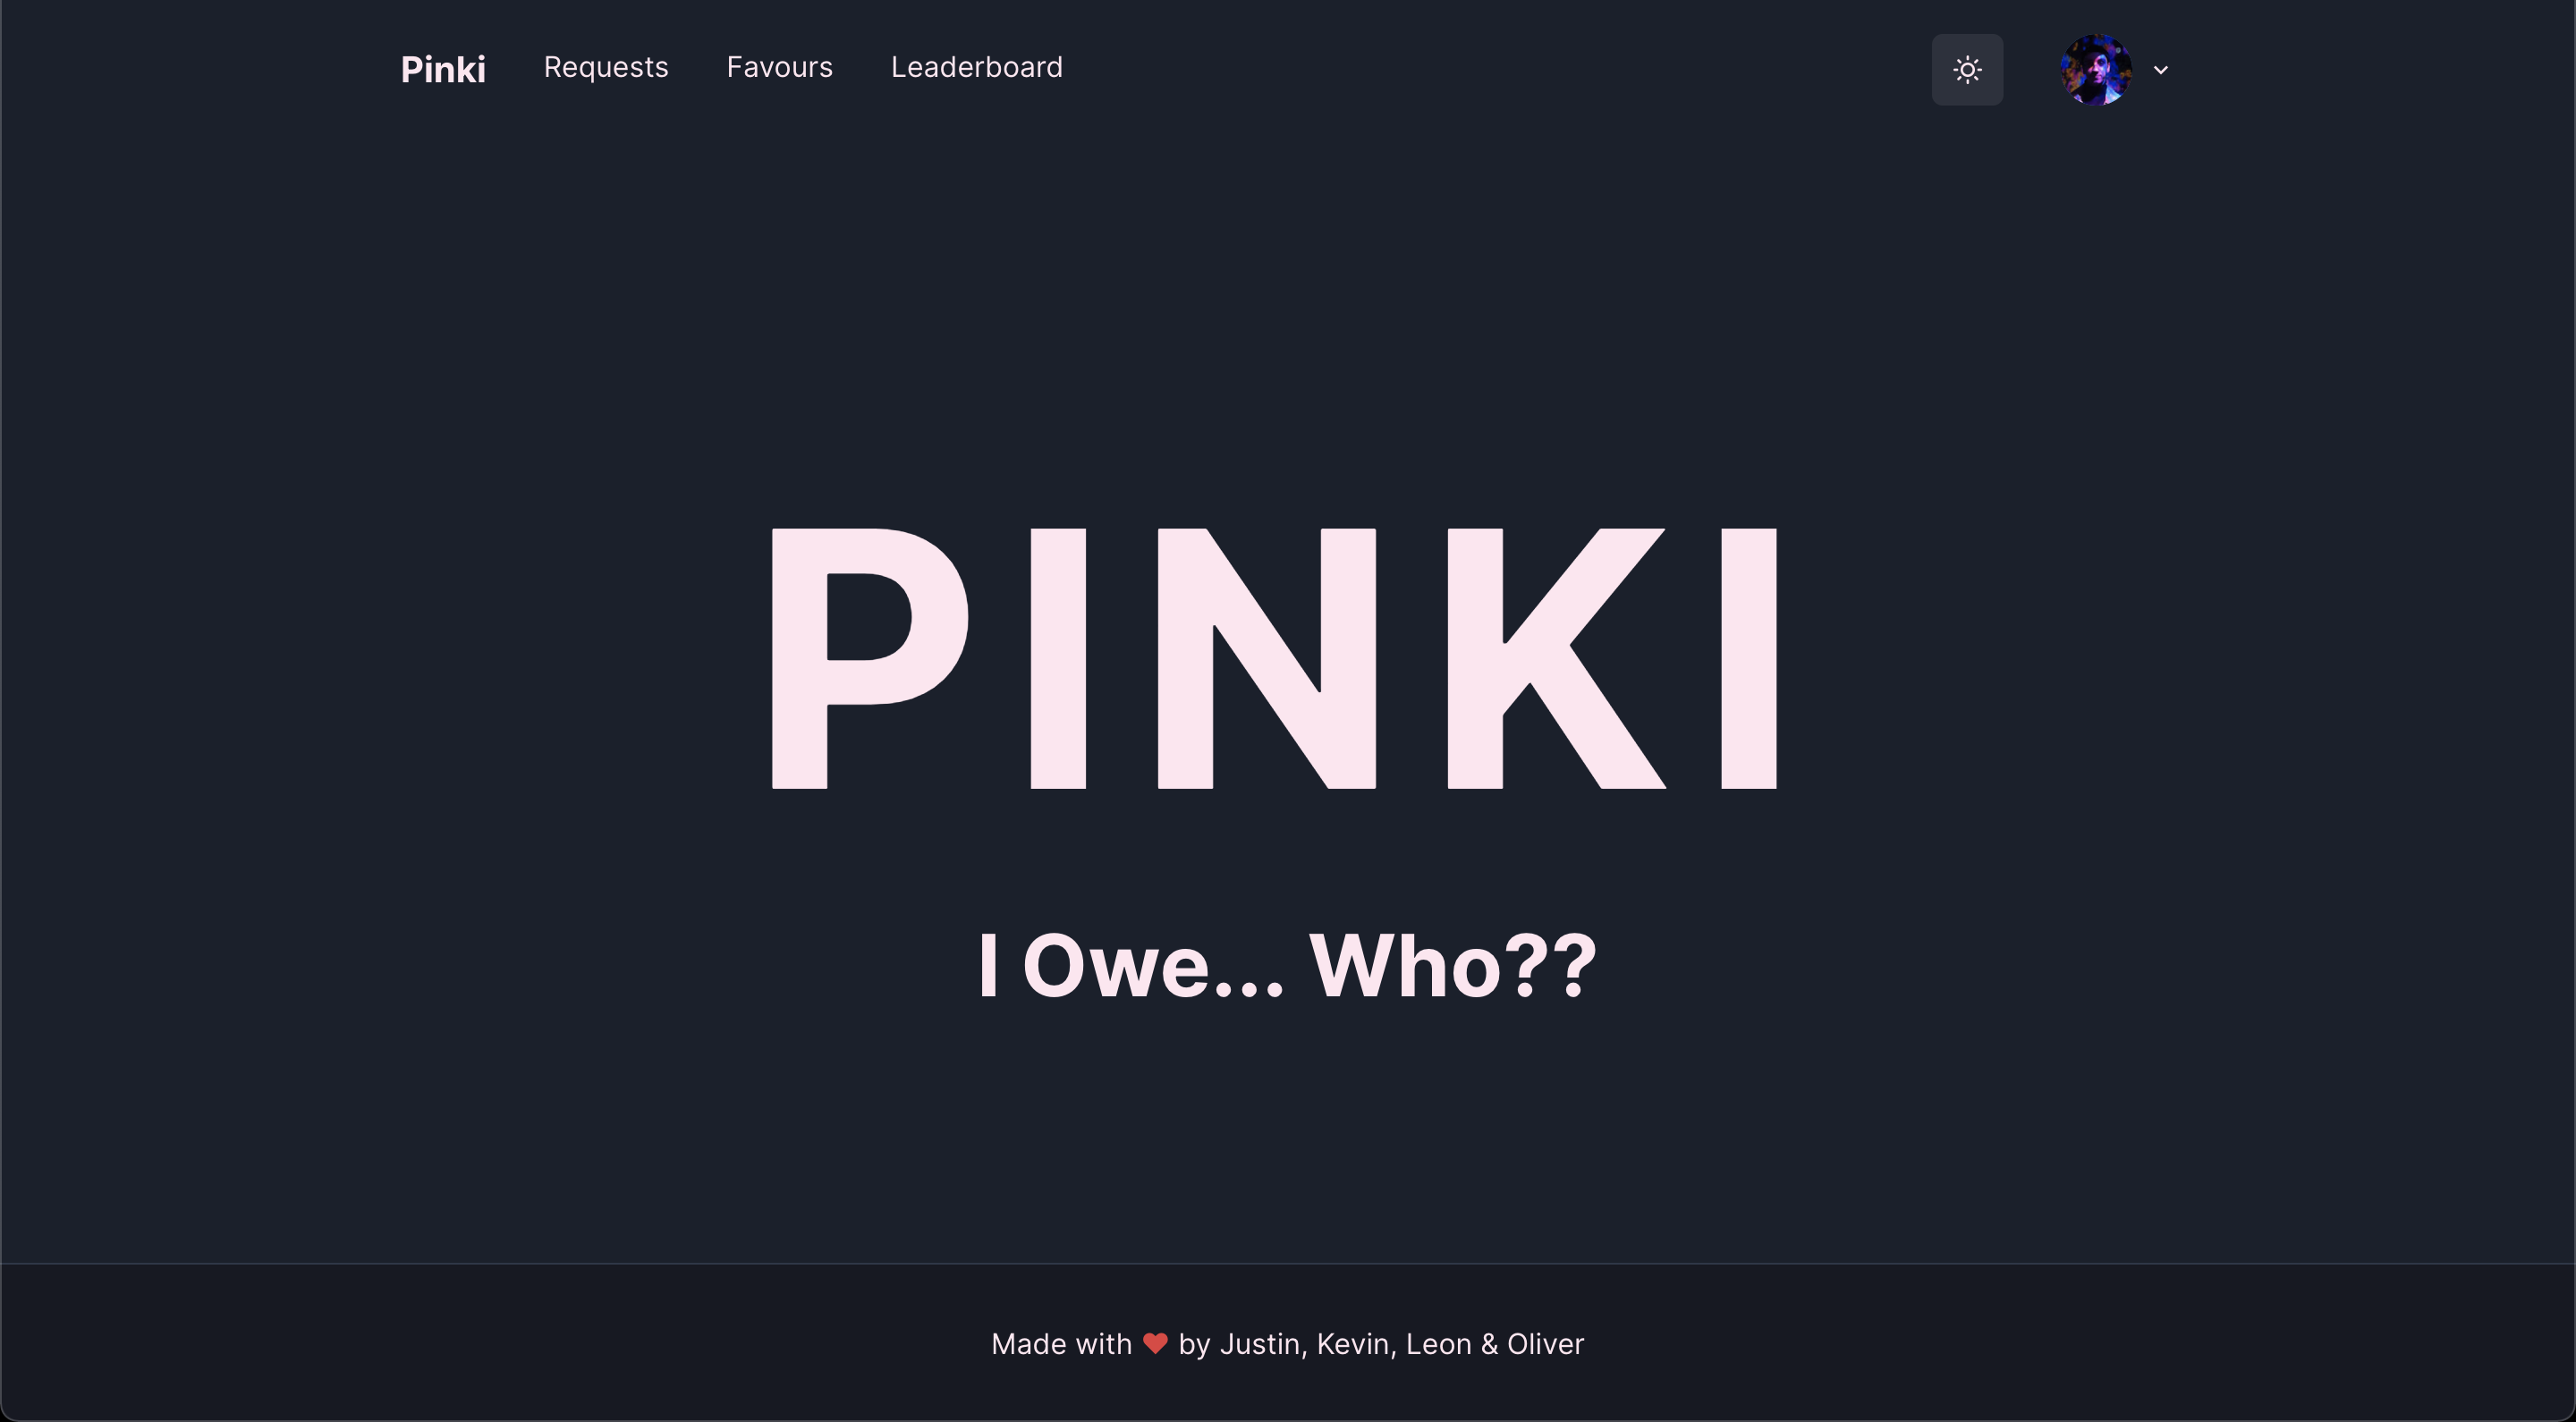 Pinki Requests Favours Leaderboard
PINKI
I Owe... Who??
Made with ❤ by Justin, Kevin, Leon & Oliver